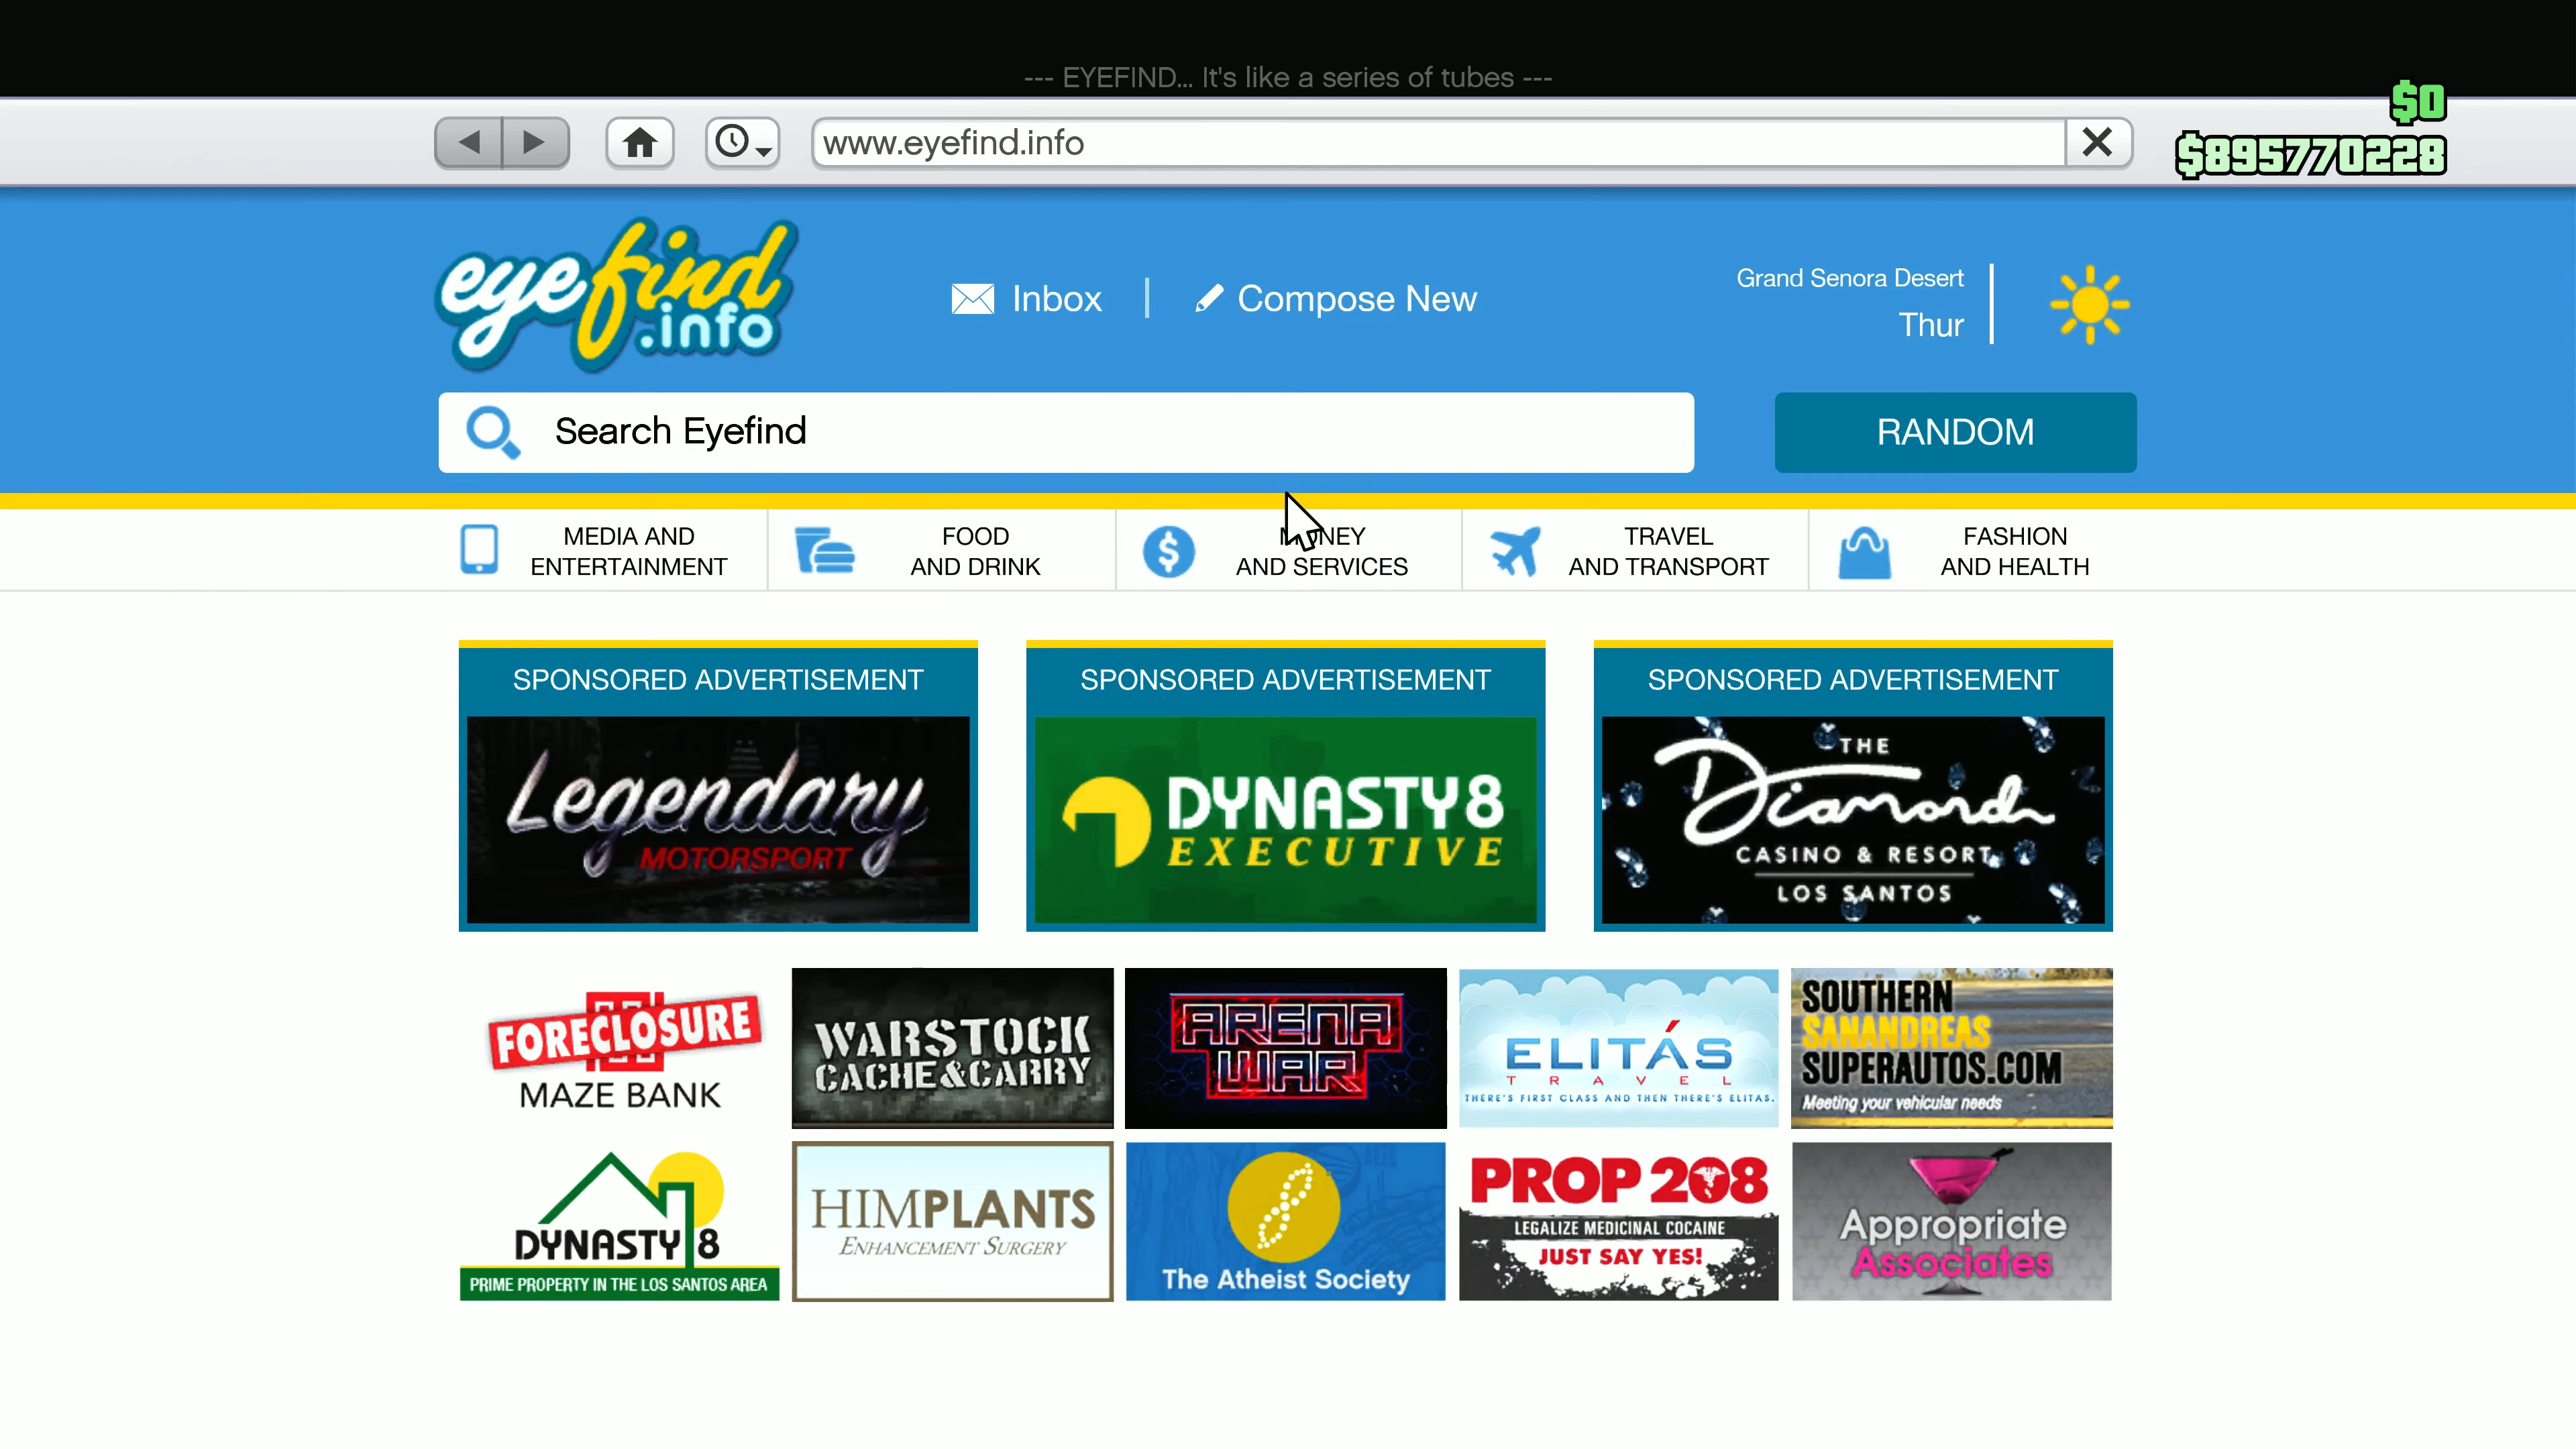 --- EYEFIND... It's like a series of tubes ---
$0
www.eyefind.info
$895770228
eyefind
.info
Inbox
Compose New
Grand Senora Desert
Thur
Search Eyefind
RANDOM
MEDIA AND
ENTERTAINMENT
FOOD
AND DRINK
AND SERVICES
TRAVEL
AND TRANSPORT
FASHION
AND HEALTH
SPONSORED ADVERTISEMENT
Legendary
MOTORSPORT
SPONSORED ADVERTISEMENT
DYNASTY8
EXECUTIVE
SPONSORED ADVERTISEMENT
THE
Diamond
CASINO & RESORT
LOS SANTOS
FORECLOSURE
MAZE BANK
WARSTOCK
CACHE&CARRY
ARENA
WAR
ELITÁS
TRAVEL
THERE'S FIRST CLASS AND THEN THERE'S ELITAS.
SOUTHERN
SANANDREAS
SUPERAUTOS.COM
Meeting your vehicular needs
DYNASTY 8
PRIME PROPERTY IN THE LOS SANTOS AREA
HIMPLANTS
ENHANCEMENT SURGERY
The Atheist Society
PROP 208
LEGALIZE MEDICINAL COCAINE
JUST SAY YES!
Appropriate
Associates